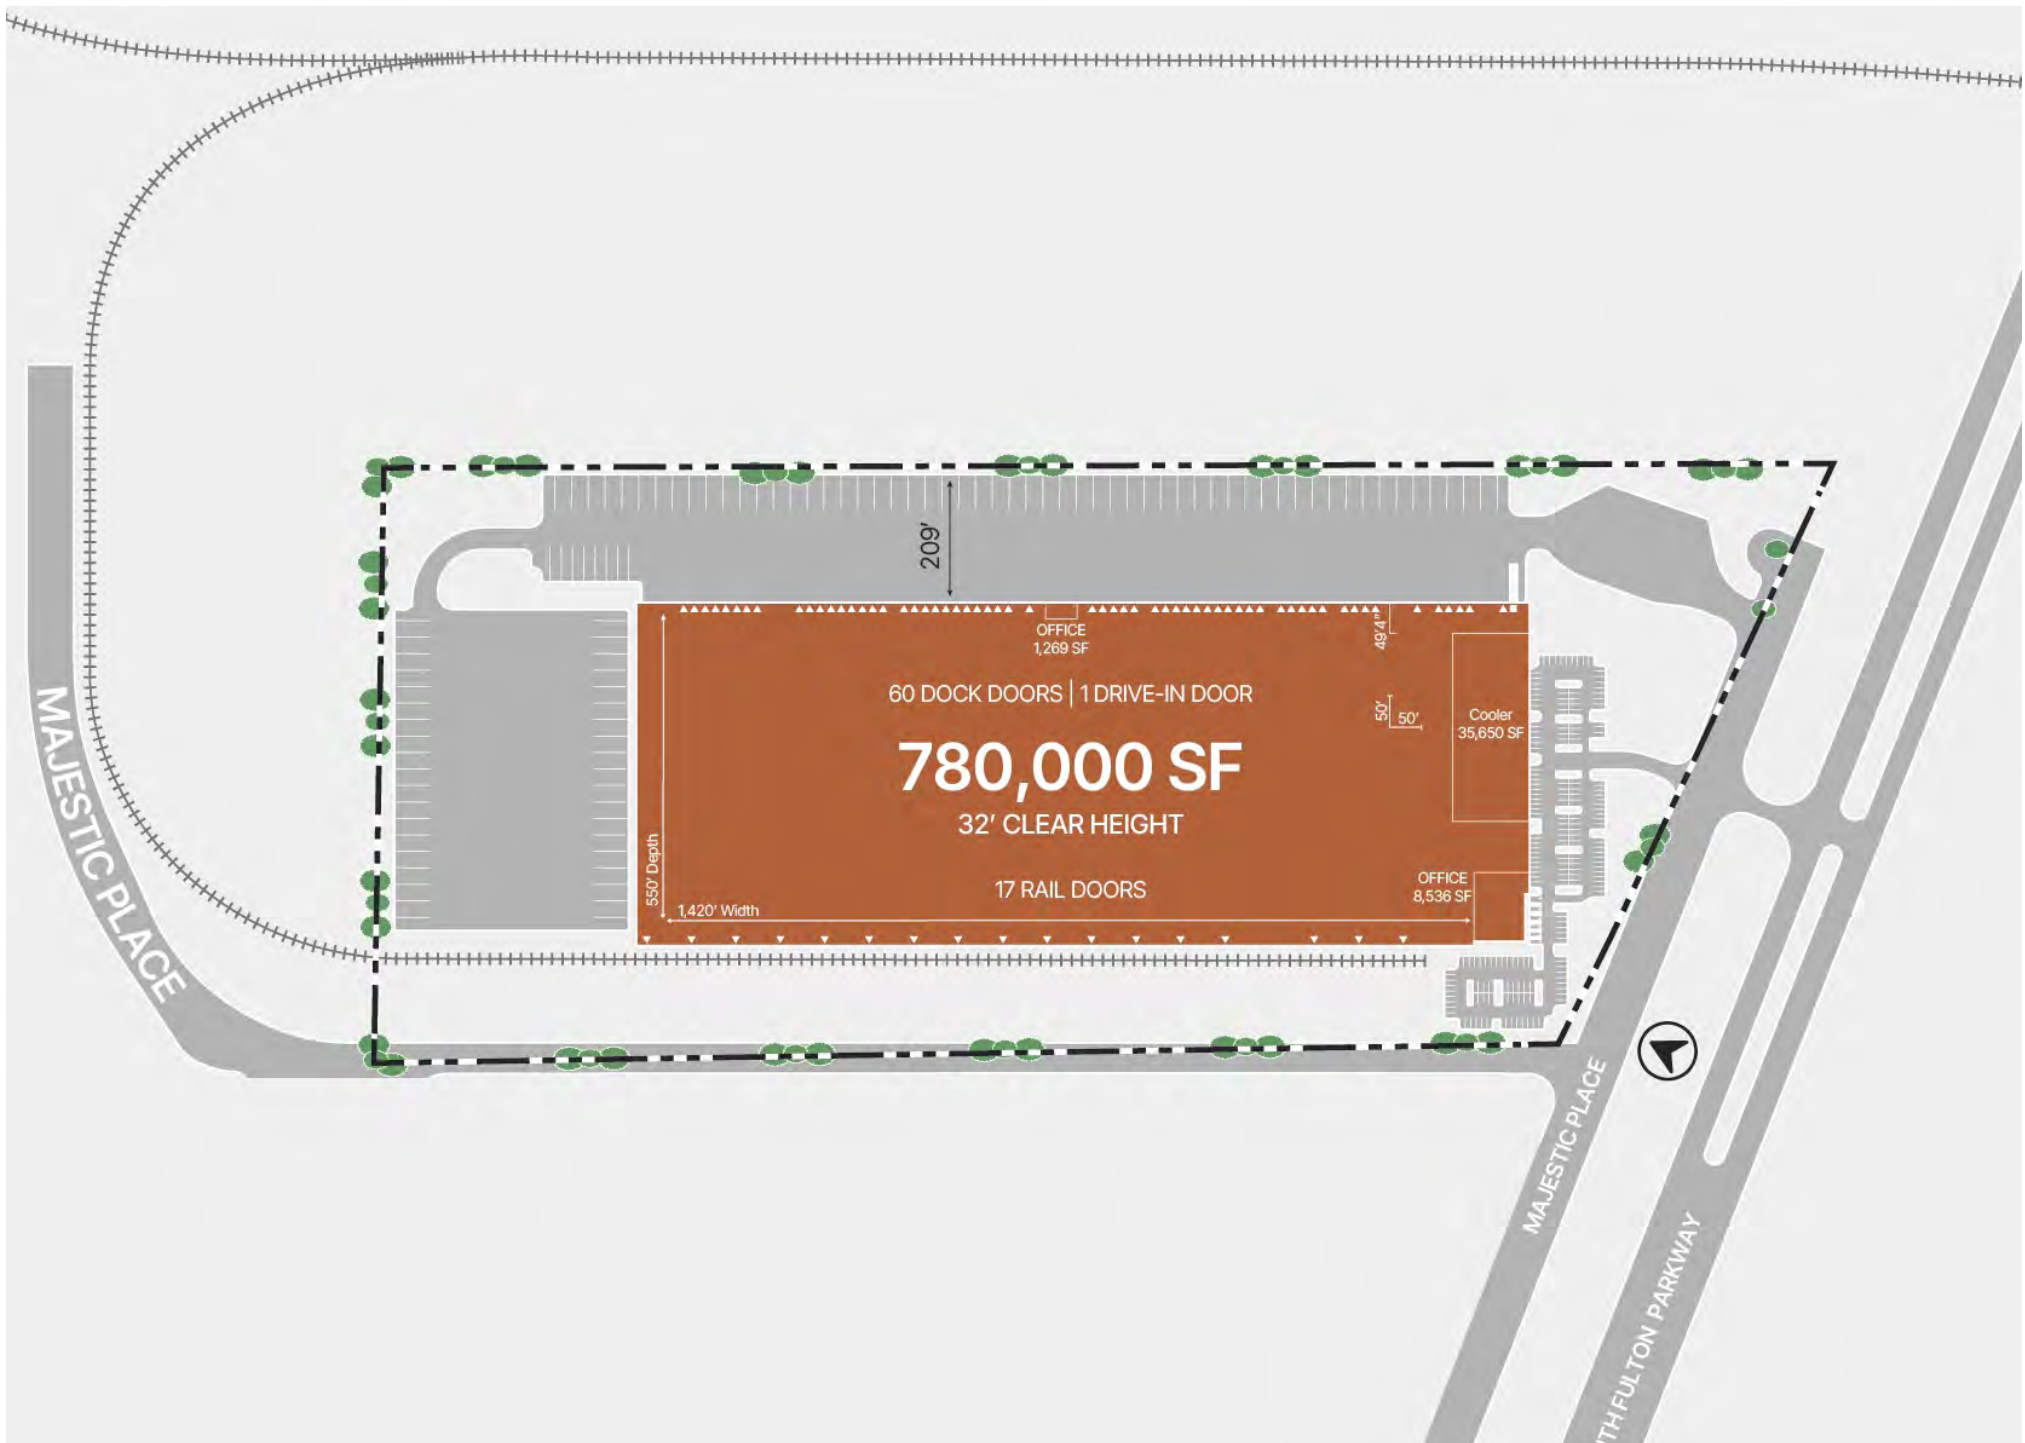 209'
OFFICE
1,269 SF
49'4"
60 DOCK DOORS | 1 DRIVE-IN DOOR
50'
50'
Cooler
35,650 SF
780,000 SF
32' CLEAR HEIGHT
550' Depth
17 RAIL DOORS
OFFICE
8,536 SF
1,420' Width
MAJESTIC PLACE
MAJESTIC PLACE
TH FULTON PARKWAY